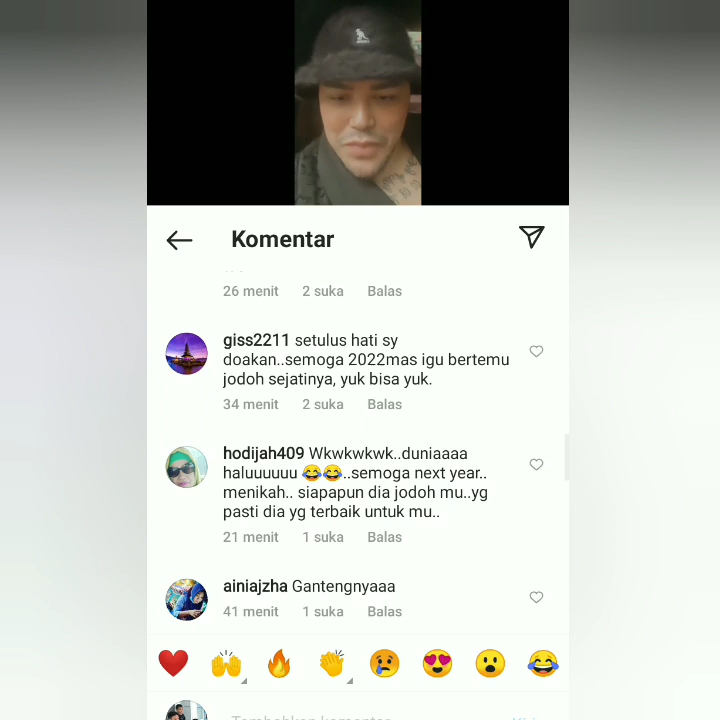 Komentar
26 menit 2 suka Balas
giss2211 setulus hati sy
doakan..semoga 2022mas igu bertemu
jodoh sejatinya, yuk bisa yuk.
34 menit 2 suka Balas
hodijah409 Wkwkwkwk..duniaaaa
haluuuuuu 😂😂..semoga next year..
menikah.. siapapun dia jodoh mu..yg
pasti dia yg terbaik untuk mu..
21 menit 1 suka Balas
ainiajzha Gantengnyaaa
41 menit 1 suka Balas